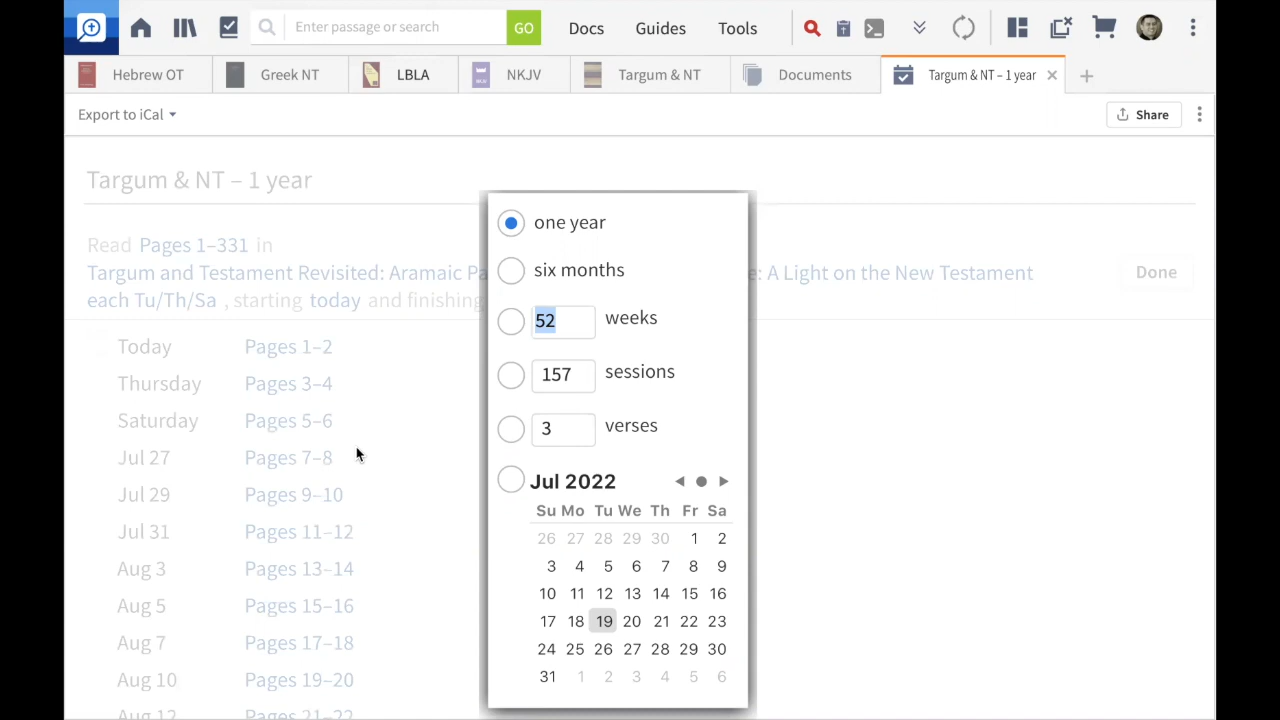 Enter passage or search
GO
Docs
Guides
Tools
Hebrew OT
Greek NT
LBLA
NKJV
Targum & NT
Documents
Targum & NT – 1 year
Export to iCal
Share
Targum & NT – 1 year
Read Pages 1–331 in
Targum and Testament Revisited: Aramaic Pa
e: A Light on the New Testament
each Tu/Th/Sa , starting today and finishing
Done
Today Pages 1–2
Thursday Pages 3–4
Saturday Pages 5–6
Jul 27 Pages 7–8
Jul 29 Pages 9–10
Jul 31 Pages 11–12
Aug 3 Pages 13–14
Aug 5 Pages 15–16
Aug 7 Pages 17–18
Aug 10 Pages 19–20
Aug 12 Pages 21–22
one year
six months
52 weeks
157 sessions
3 verses
Jul 2022
Su Mo Tu We Th Fr Sa
26 27 28 29 30 1 2
3 4 5 6 7 8 9
10 11 12 13 14 15 16
17 18 19 20 21 22 23
24 25 26 27 28 29 30
31 1 2 3 4 5 6